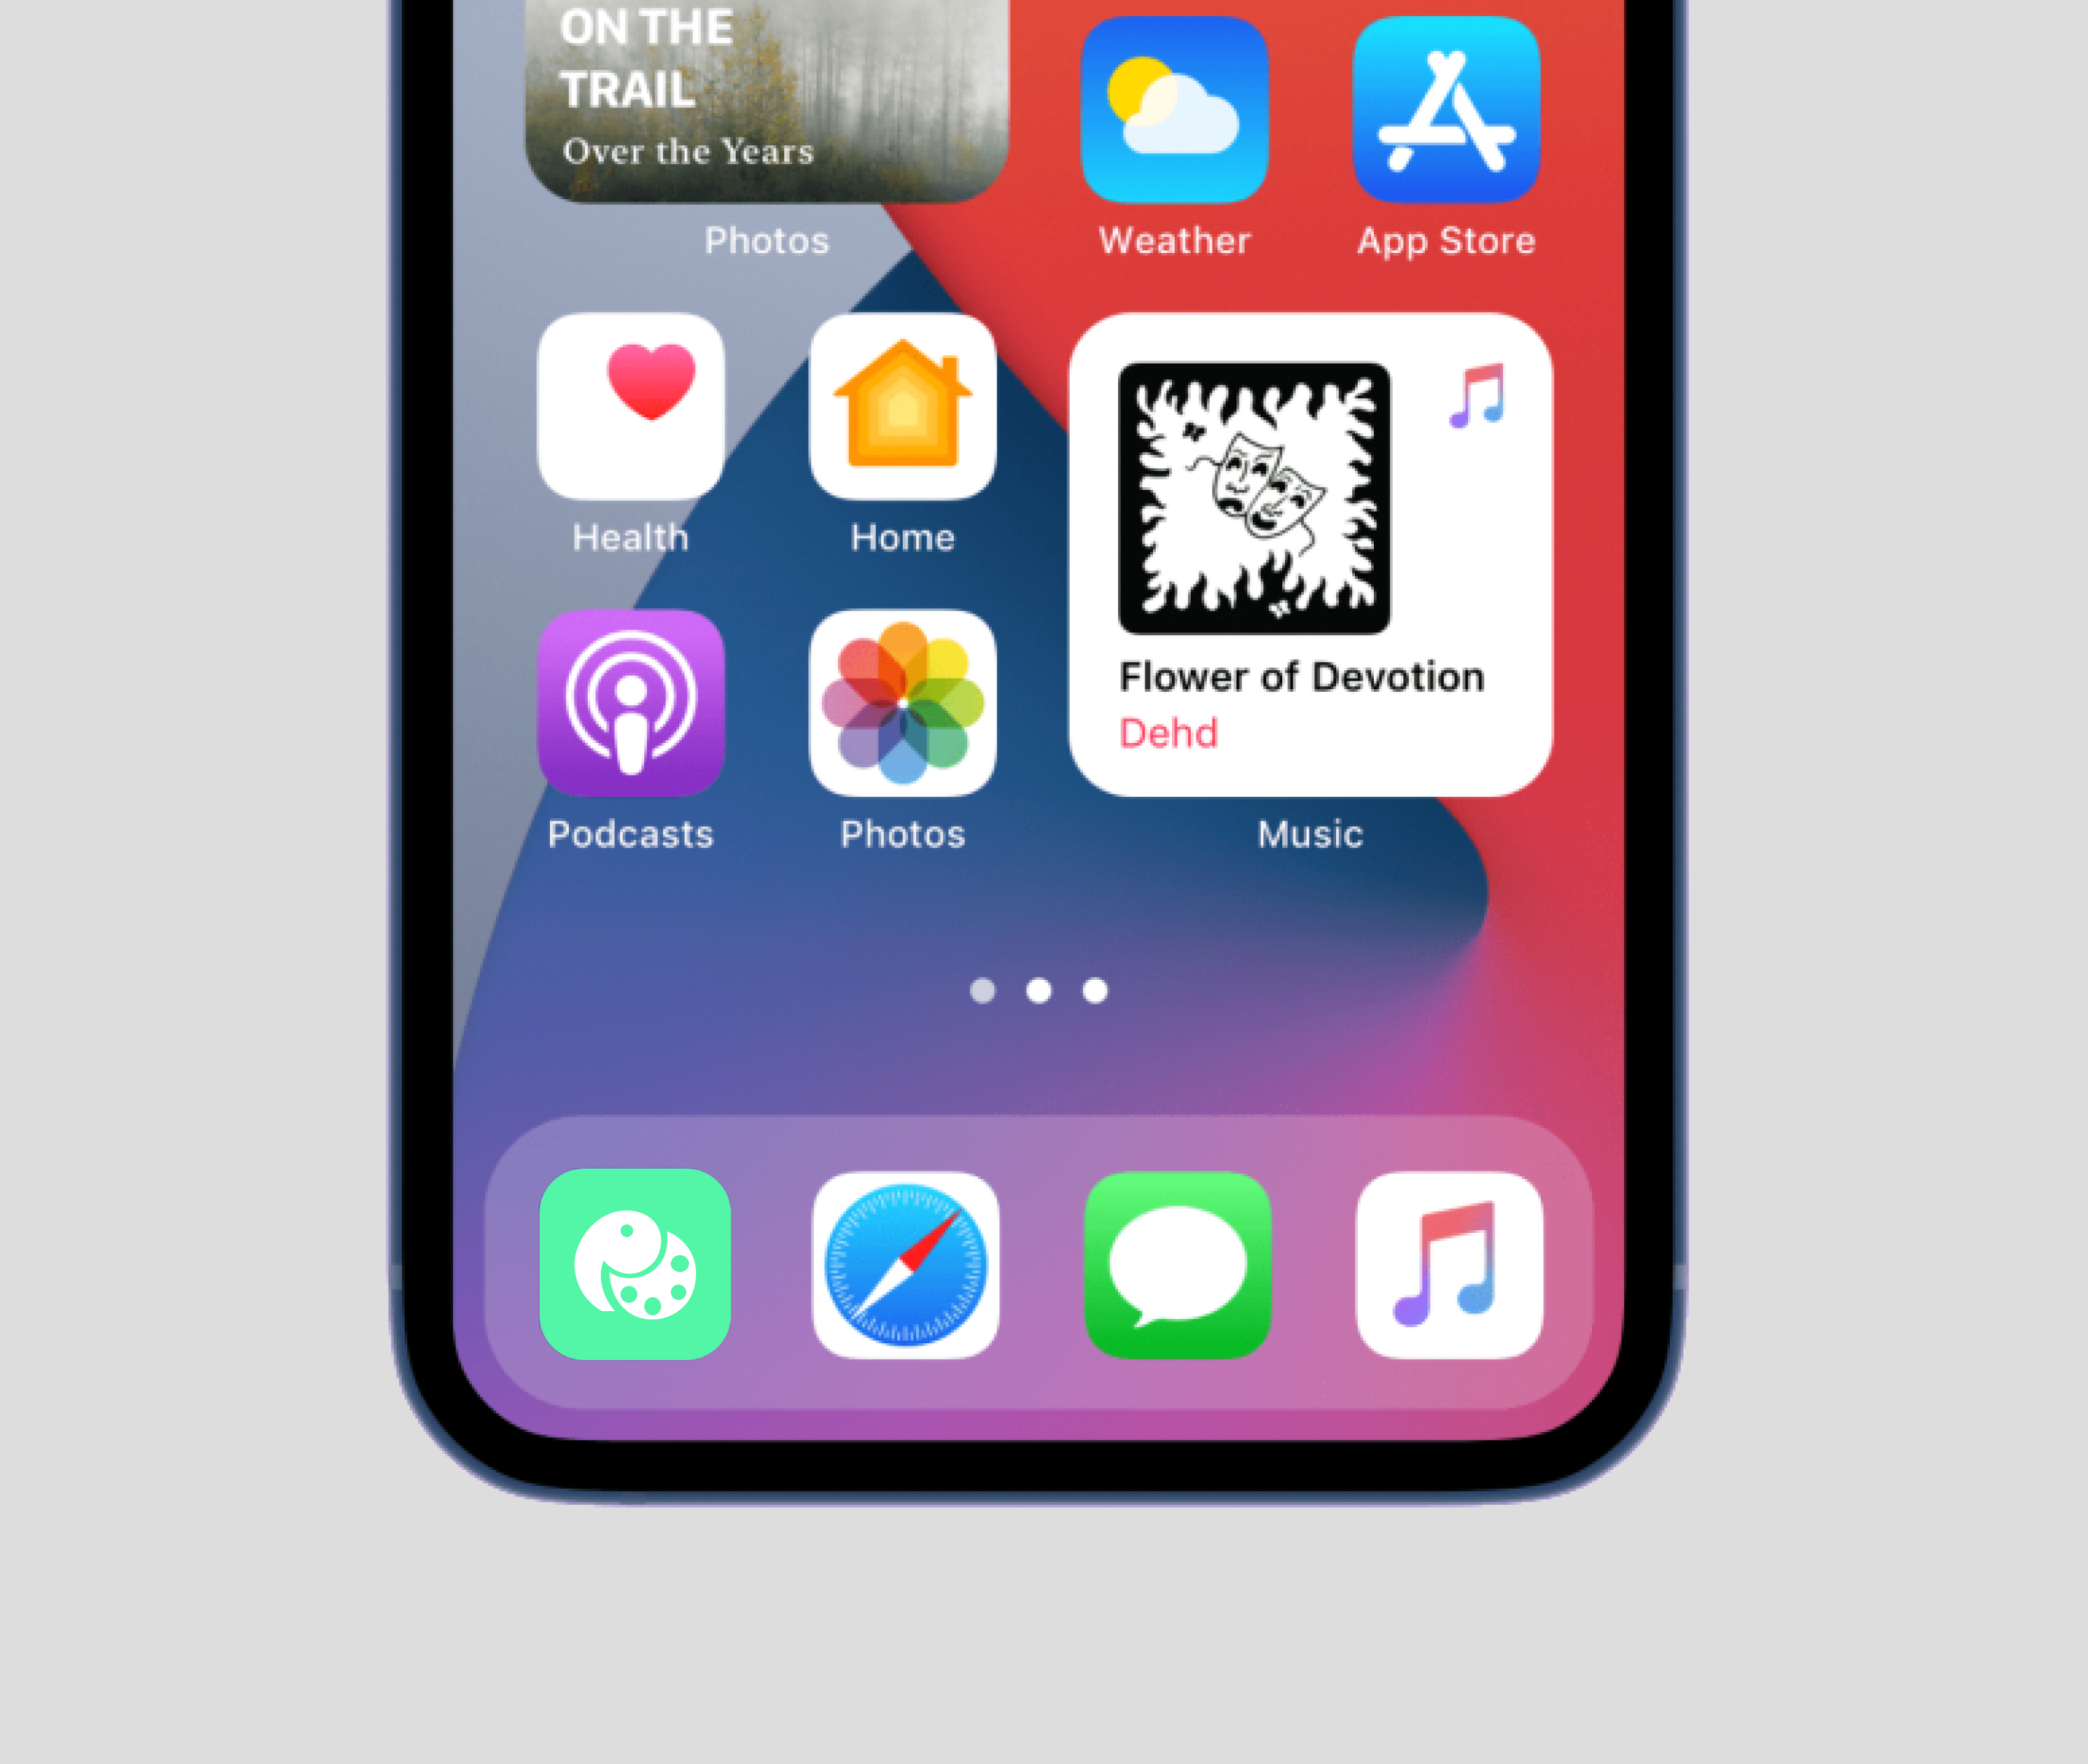 ON THE
TRAIL
Over the Years
Photos
Weather
App Store
Health
Home
Flower of Devotion
Dehd
Podcasts
Photos
Music